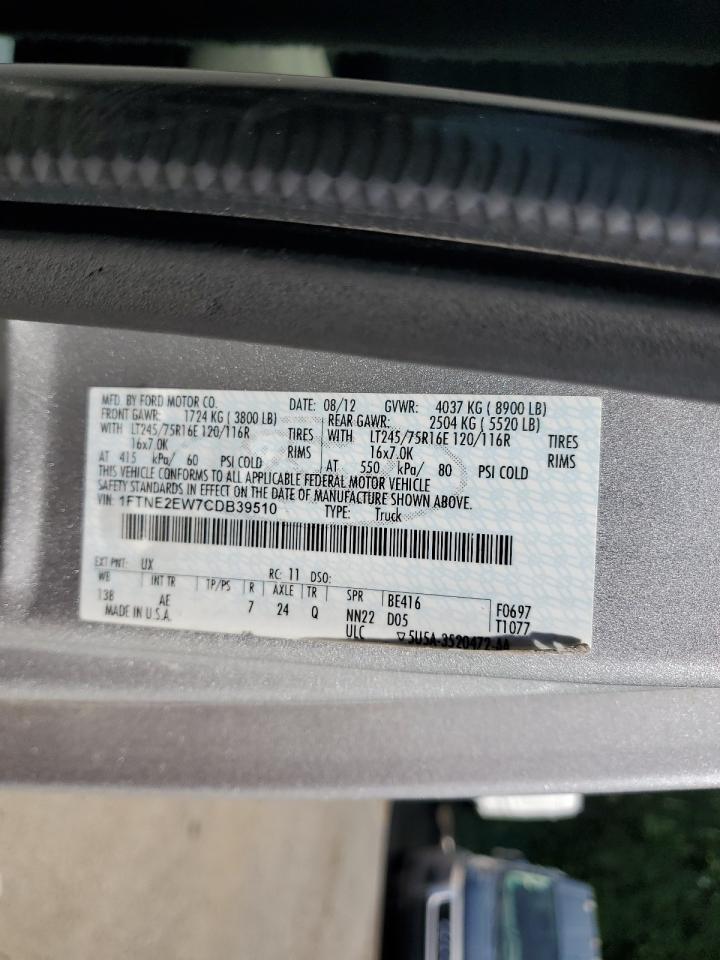 MFD. BY FORD MOTOR CO. DATE: 08/12 GVWR: 4037 KG ( 8900 LB)
FRONT GAWR: 1724 KG ( 3800 LB) REAR GAWR: 2504 KG ( 5520 LB)
WITH LT245/75R16E 120/116R TIRES WITH LT245/75R16E 120/116R TIRES
16x7.0K RIMS 16x7.0K RIMS
AT 415 kPa/ 60 PSI COLD AT 550 kPa/ 80 PSI COLD
THIS VEHICLE CONFORMS TO ALL APPLICABLE FEDERAL MOTOR VEHICLE
SAFETY STANDARDS IN EFFECT ON THE DATE OF MANUFACTURE SHOWN ABOVE.
VIN: 1FTNE2EW7CDB39510 TYPE: Truck
EXT PNT: UX RC: 11 DSO:
WB INT TR TP/PS R AXLE TR SPR BE416 F0697
138 AE 7 24 Q NN22 D05 T1077
MADE IN U.S.A. ULC ▽5U5A-3520472-AA